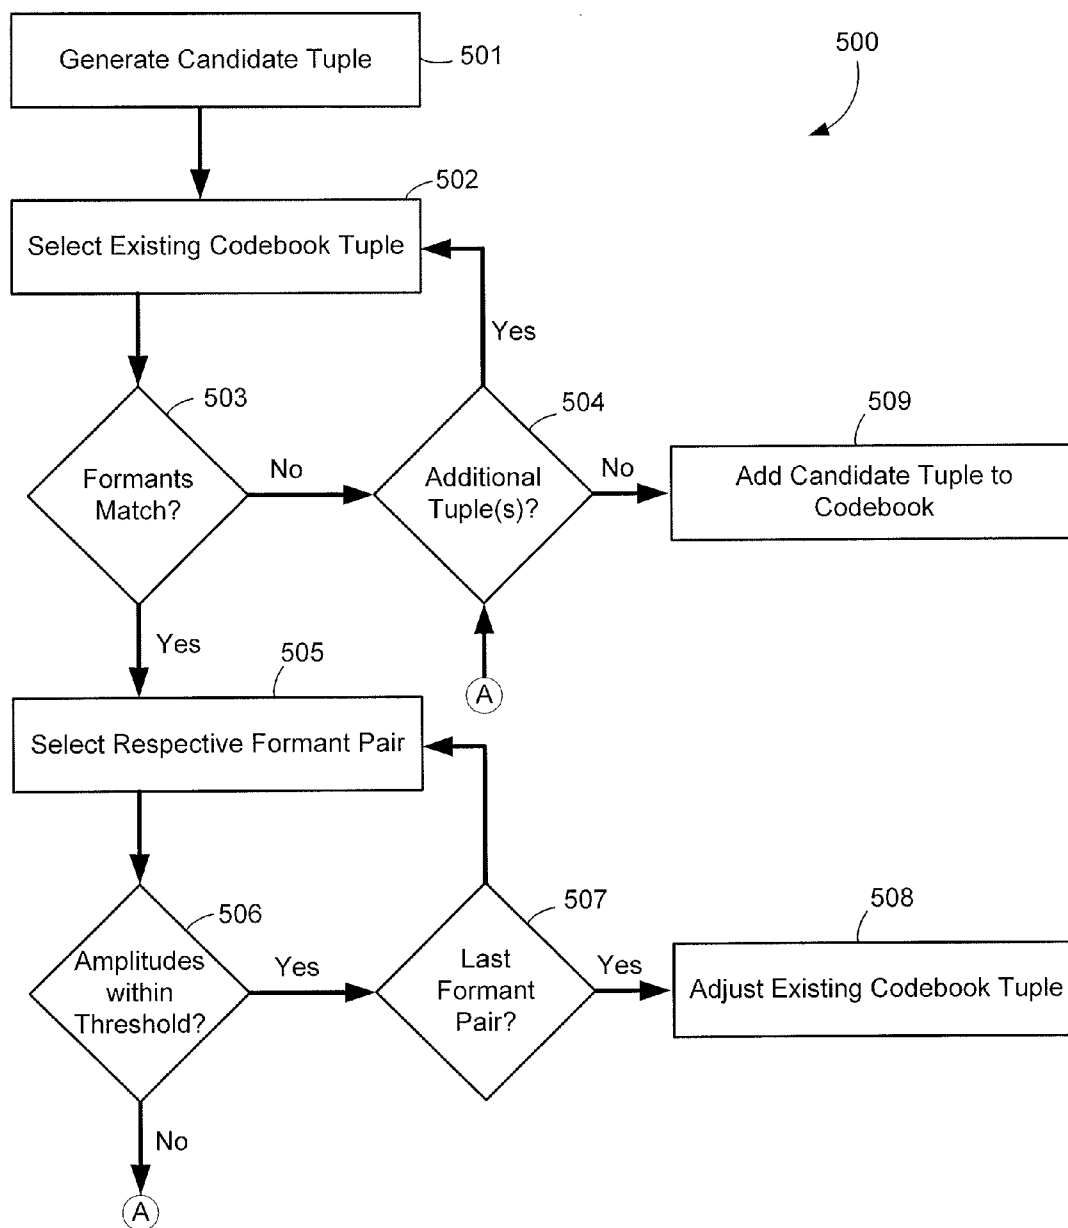 Generate Candidate Tuple
501
500
502
Select Existing Codebook Tuple
Yes
503
504
509
Formants
Match?
No
Additional
Tuple(s)?
No
Add Candidate Tuple to
Codebook
Yes
505
A
Select Respective Formant Pair
506
507
508
Amplitudes
within
Threshold?
Yes
Last
Formant
Pair?
Yes
Adjust Existing Codebook Tuple
No
A